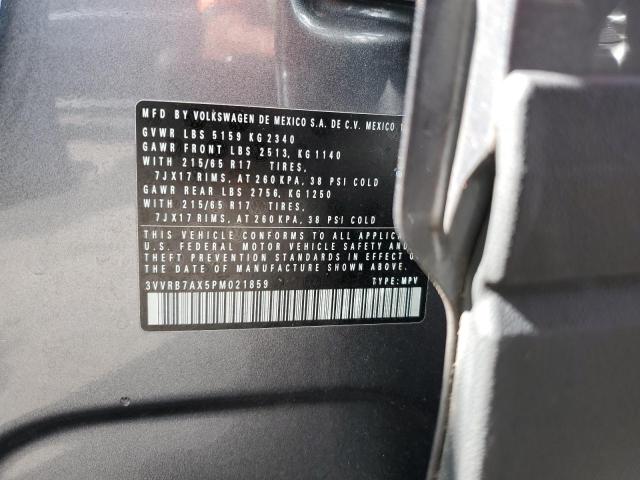 MFD BY VOLKSWAGEN DE MEXICO S.A. DE C.V. MEXICO
GVWR LBS 5159 KG 2340
GAWR FRONT LBS 2513, KG 1140
WITH 215/65 R17 TIRES,
7JX17 RIMS, AT 260 KPA, 38 PSI COLD
GAWR REAR LBS 2756, KG 1250
WITH 215/65 R17 TIRES,
7JX17 RIMS, AT 260 KPA, 38 PSI COLD
THIS VEHICLE CONFORMS TO ALL APPLICA
U.S. FEDERAL MOTOR VEHICLE SAFETY AND
THEFT PREVENTION STANDARDS IN EFFECT
THE DATE OF MANUFACTURE SHOWN
3VVRB7AX5PM021859 TYPE: MPV